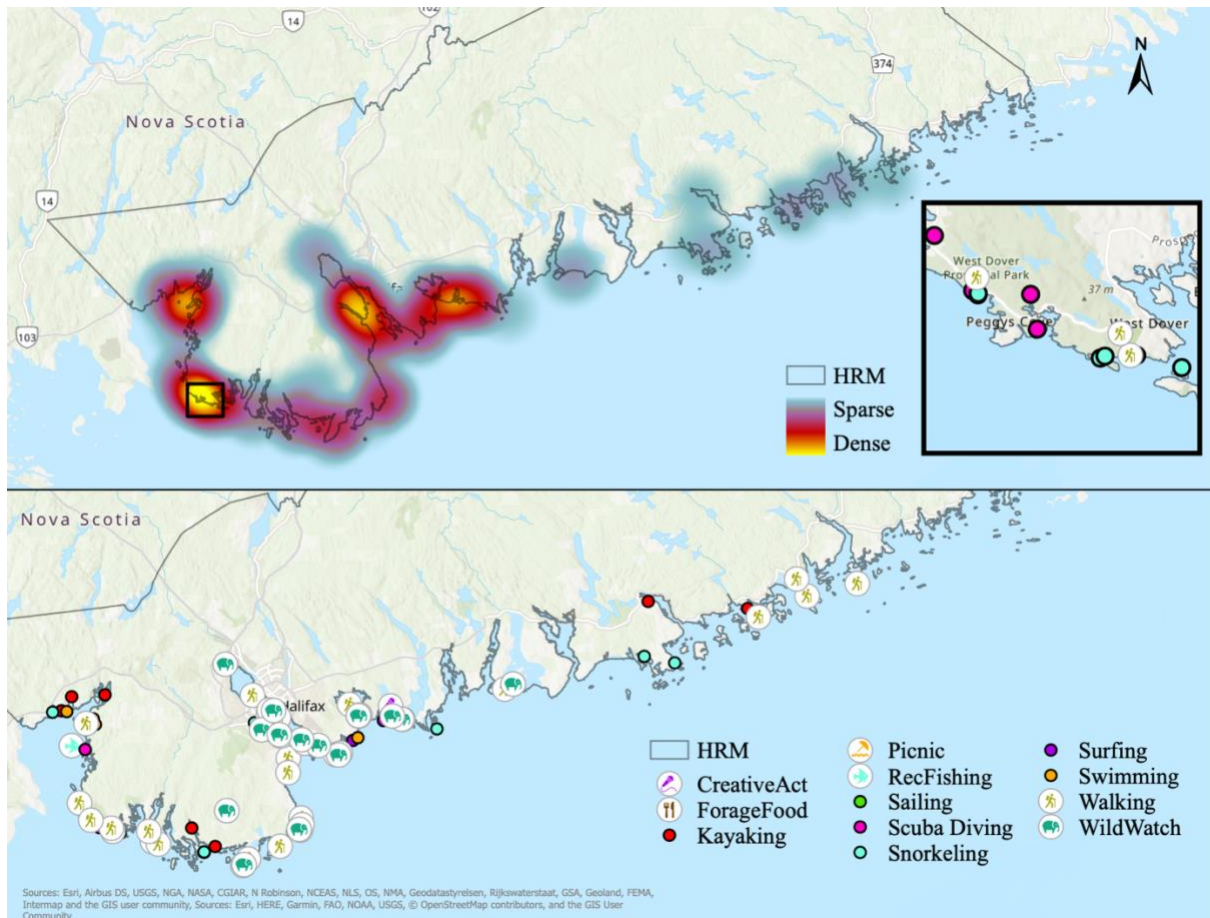 14
102
N
374
Nova Scotia
14
103
HRM
Sparse
Dense
West Dover
Provincial Park
37 m
Peggys Cove
West Dover
Nova Scotia
Halifax
HRM
CreativeAct
ForageFood
Kayaking
Picnic
RecFishing
Sailing
Scuba Diving
Snorkeling
Surfing
Swimming
Walking
WildWatch
Sources: Esri, Airbus DS, USGS, NGA, NASA, CGIAR, N Robinson, NCEAS, NLS, OS, NMA, Geodatastyrelsen, Rijkswaterstaat, GSA, Geoland, FEMA,
Intermap and the GIS user community, Sources: Esri, HERE, Garmin, FAO, NOAA, USGS, © OpenStreetMap contributors, and the GIS User
Community